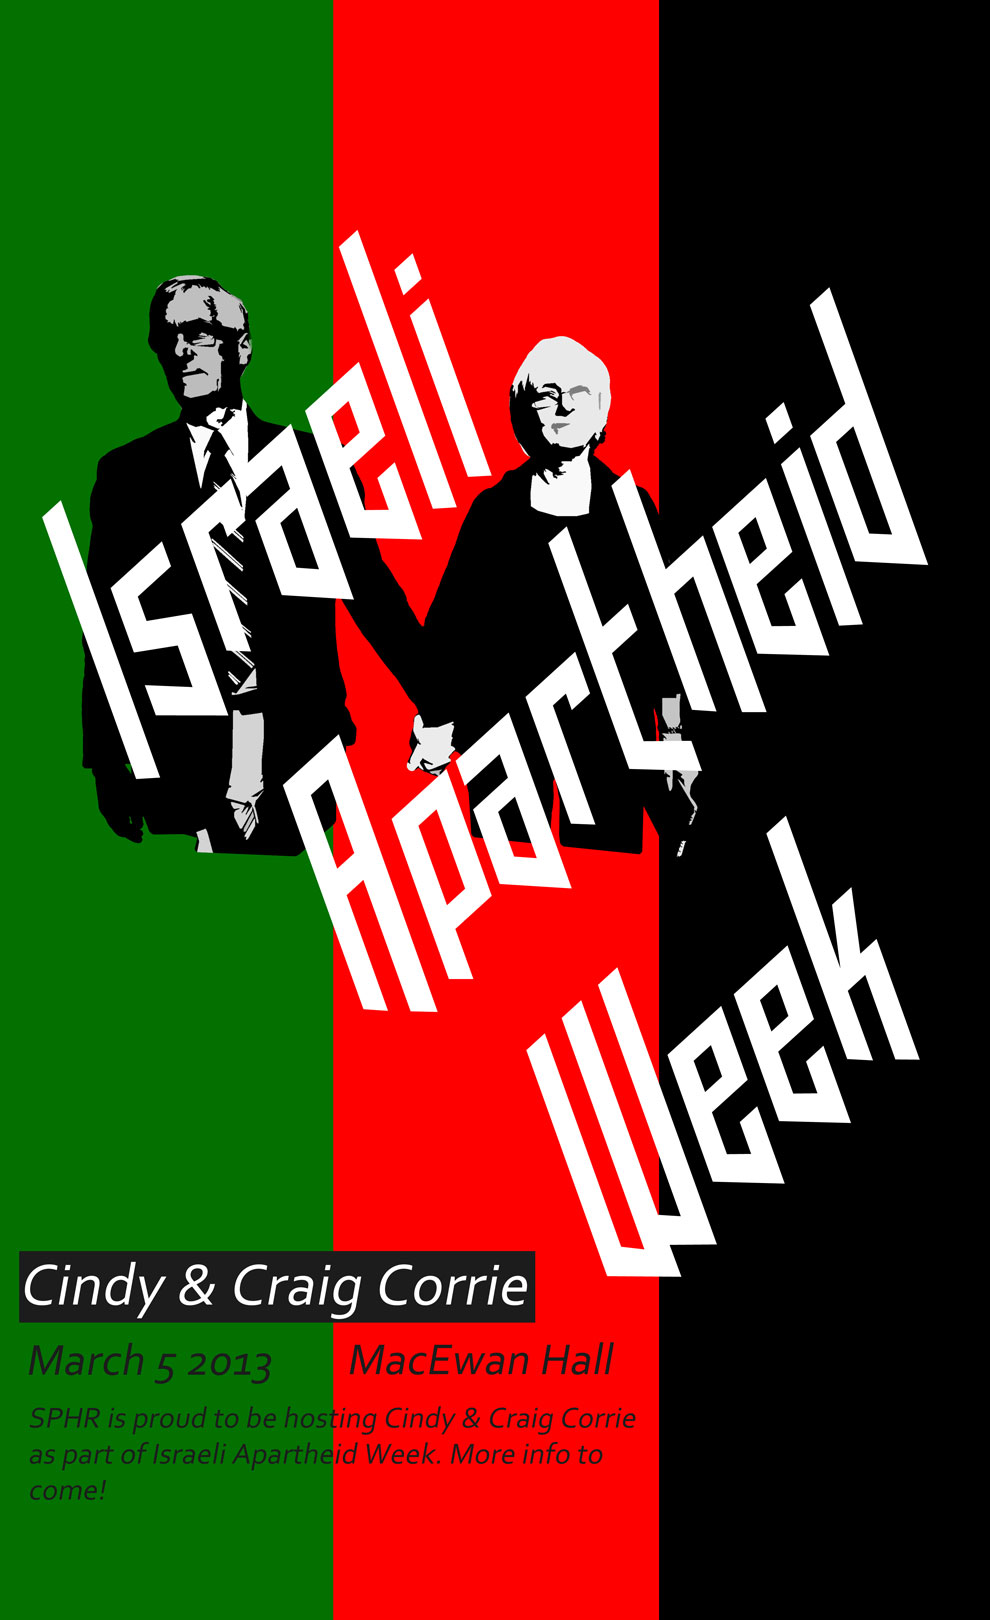 Israeli
Apartheid
Week
Cindy & Craig Corrie
March 5 2013 MacEwan Hall
SPHR is proud to be hosting Cindy & Craig Corrie
as part of Israeli Apartheid Week. More info to
come!